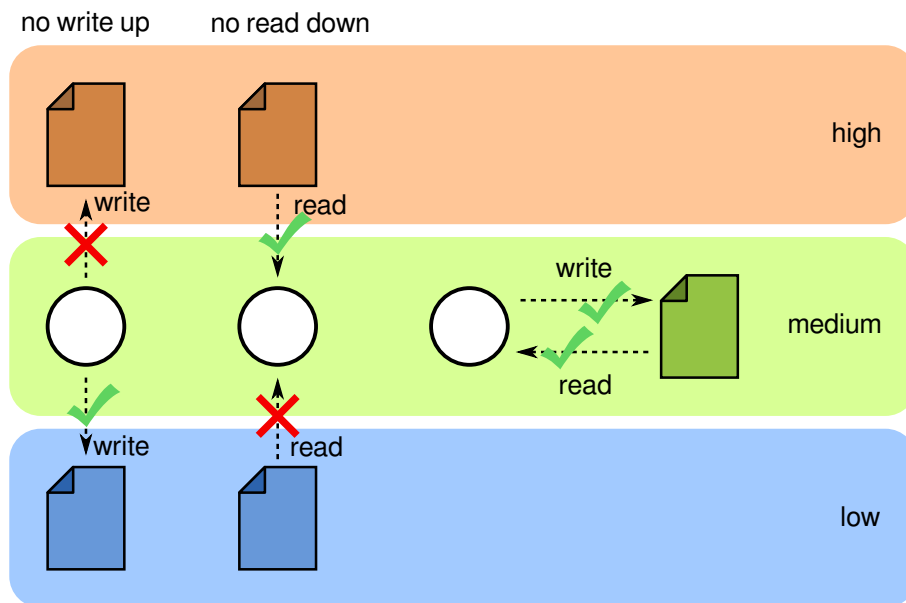 no write up
no read down
high
write
read
write
medium
read
write
read
low